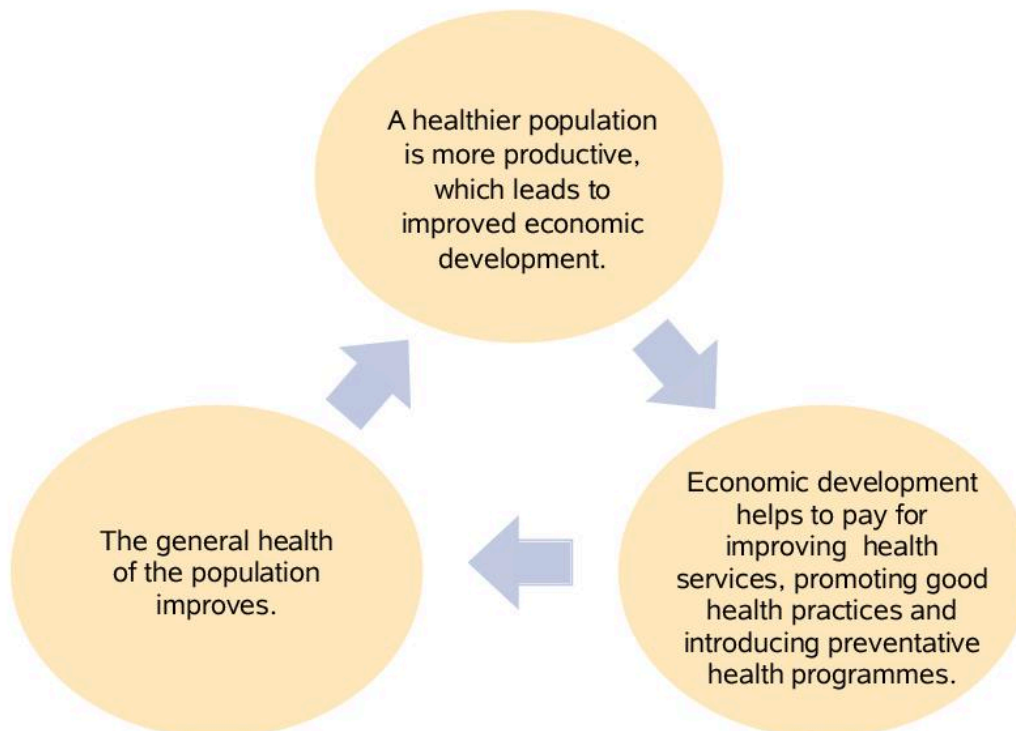 A healthier population
is more productive,
which leads to
improved economic
development.
Economic development
helps to pay for
improving  health
services, promoting good
health practices and
introducing preventative
health programmes.
The general health
of the population
improves.